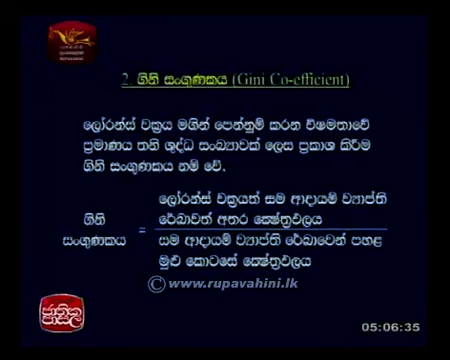 2. ගිනි සංගුණකය (Gini Co-efficient)
ලෝරන්ස් වක්‍රය මගින් පෙන්නුම් කරන විෂමතාවේ
ප්‍රමාණය තනි ශුද්ධ සංඛ්‍යාවක් ලෙස ප්‍රකාශ කිරීම
ගිනි සංගුණකය නම් වේ.
ගිනි
සංගුණකය
=
ලෝරන්ස් වක්‍රයත් සම ආදායම් ව්‍යාප්ති
රේඛාවත් අතර ක්ෂේත්‍රඵලය
සම ආදායම් ව්‍යාප්ති රේඛාවෙන් පහළ
මුළු කොටසේ ක්ෂේත්‍රඵලය
© www.rupavahini.lk
ජාතික
පාසල
05:06:35